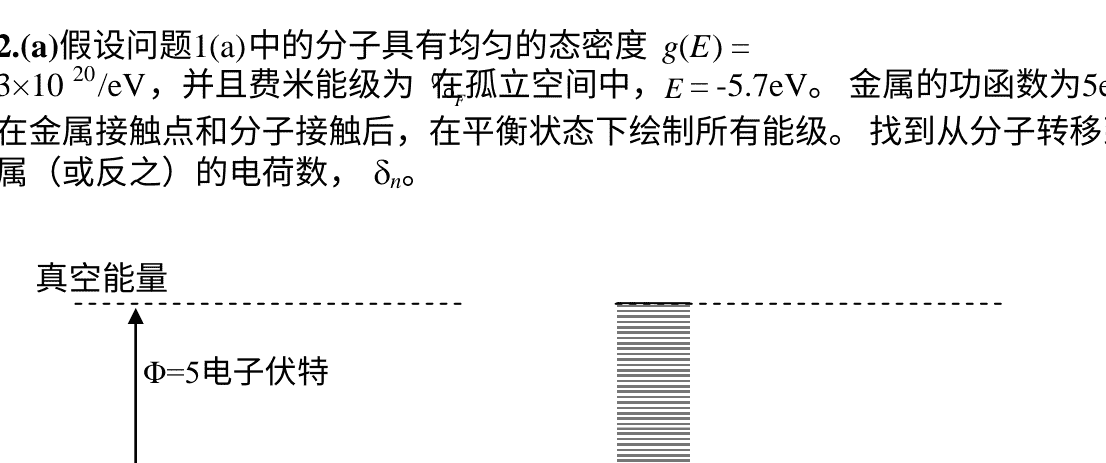 2.(a)假设问题1(a)中的分子具有均匀的态密度 g(E) =
3×10 20/eV，并且费米能级为 在孤立空间中，E = -5.7eV。 金属的功函数为5e
在金属接触点和分子接触后，在平衡状态下绘制所有能级。 找到从分子转移
属（或反之）的电荷数， δn。
真空能量
Φ=5电子伏特